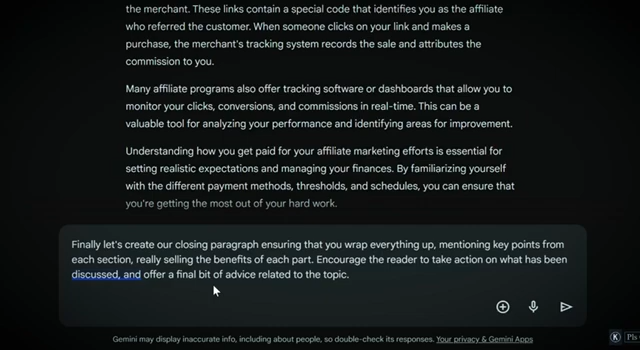 the merchant. These links contain a special code that identifies you as the affiliate
who referred the customer. When someone clicks on your link and makes a
purchase, the merchant's tracking system records the sale and attributes the
commission to you.
Many affiliate programs also offer tracking software or dashboards that allow you to
monitor your clicks, conversions, and commissions in real-time. This can be a
valuable tool for analyzing your performance and identifying areas for improvement.
Understanding how you get paid for your affiliate marketing efforts is essential for
setting realistic expectations and managing your finances. By familiarizing yourself
with the different payment methods, thresholds, and schedules, you can ensure that
you're getting the most out of your hard work.
Finally let's create our closing paragraph ensuring that you wrap everything up, mentioning key points from
each section, really selling the benefits of each part. Encourage the reader to take action on what has been
discussed, and offer a final bit of advice related to the topic.
Gemini may display inaccurate info, including about people, so double-check its responses. Your privacy & Gemini Apps
K